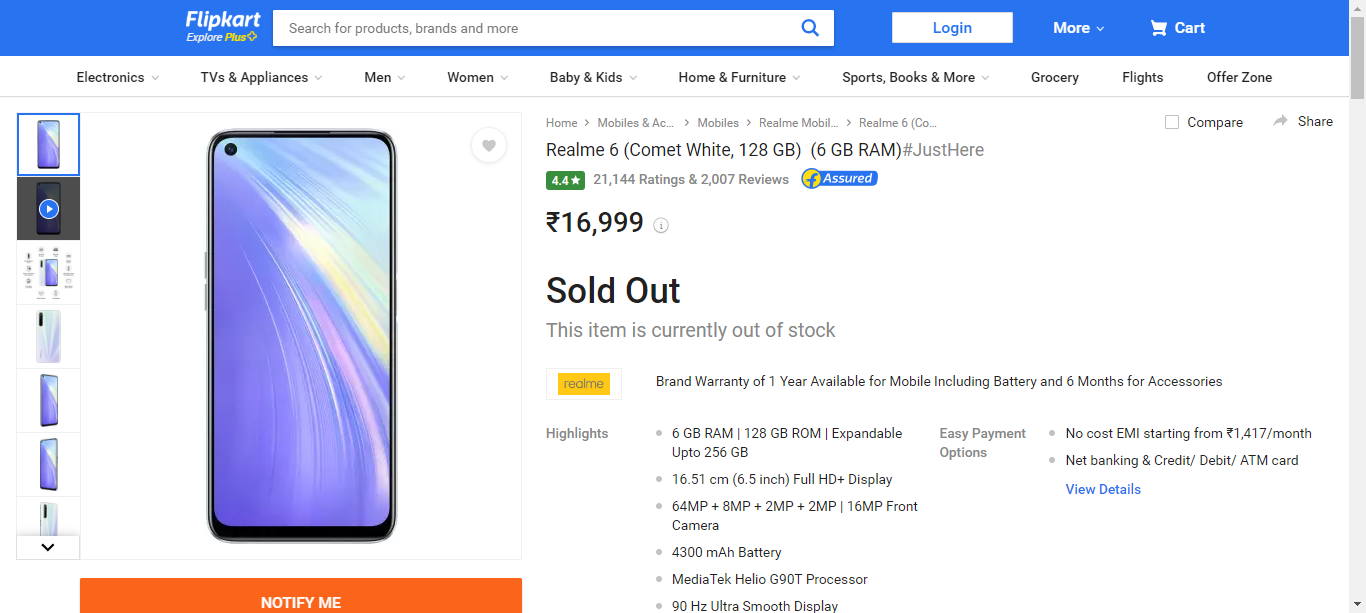 Flipkart
Explore Plus
Search for products, brands and more
Login
More
Cart
Electronics
TVs & Appliances
Men
Women
Baby & Kids
Home & Furniture
Sports, Books & More
Grocery
Flights
Offer Zone
Home > Mobiles & Ac... > Mobiles > Realme Mobil... > Realme 6 (Co...
Compare
Share
Realme 6 (Comet White, 128 GB) (6 GB RAM)#JustHere
4.4★ 21,144 Ratings & 2,007 Reviews Assured
₹16,999
Sold Out
This item is currently out of stock
realme
Brand Warranty of 1 Year Available for Mobile Including Battery and 6 Months for Accessories
Highlights
6 GB RAM | 128 GB ROM | Expandable
Upto 256 GB
16.51 cm (6.5 inch) Full HD+ Display
64MP + 8MP + 2MP + 2MP | 16MP Front
Camera
4300 mAh Battery
MediaTek Helio G90T Processor
90 Hz Ultra Smooth Display
Easy Payment
Options
No cost EMI starting from ₹1,417/month
Net banking & Credit/ Debit/ ATM card
View Details
NOTIFY ME